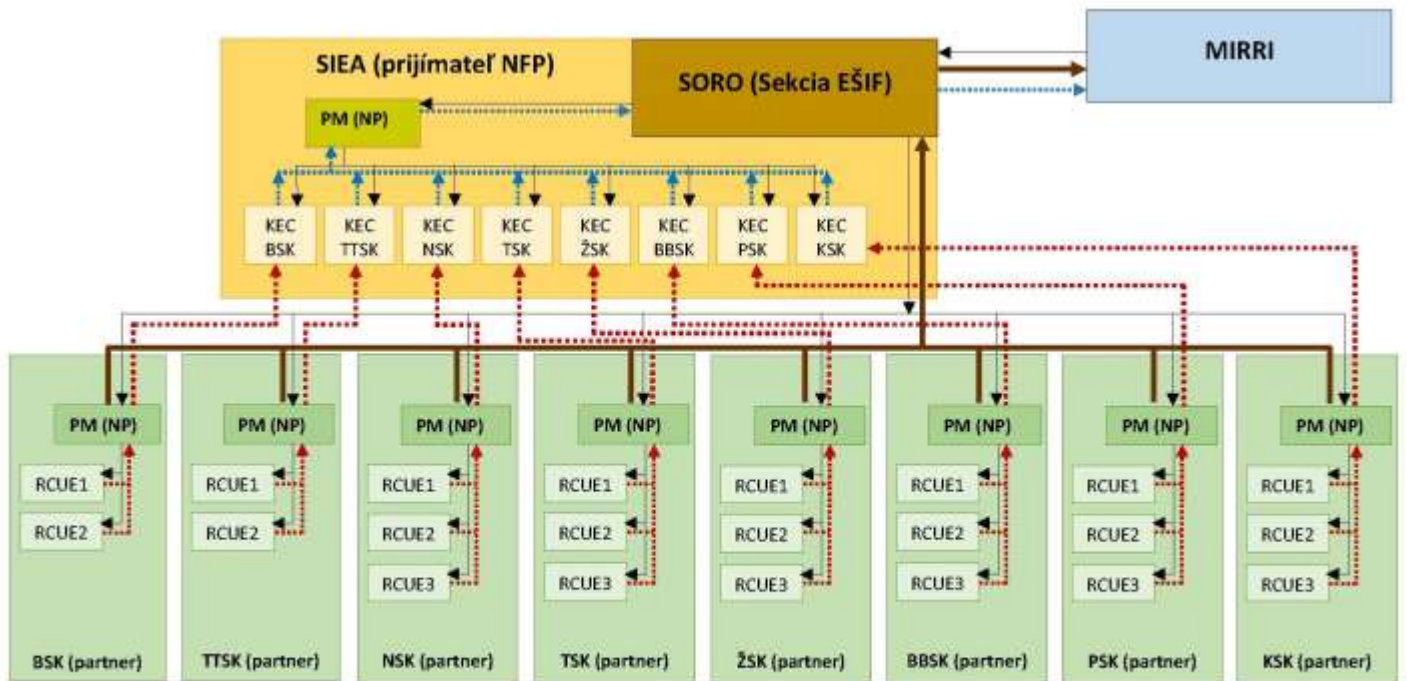 SIEA (prijímateľ NFP)
SORO (Sekcia EŠIF)
MIRRI
PM (NP)
KEC
BSK
KEC
TTSK
KEC
NSK
KEC
TSK
KEC
ŽSK
KEC
BBSK
KEC
PSK
KEC
KSK
PM (NP)
RCUE1
RCUE2
BSK (partner)
PM (NP)
RCUE1
RCUE2
TTSK (partner)
PM (NP)
RCUE1
RCUE2
RCUE3
NSK (partner)
PM (NP)
RCUE1
RCUE2
RCUE3
TSK (partner)
PM (NP)
RCUE1
RCUE2
RCUE3
ŽSK (partner)
PM (NP)
RCUE1
RCUE2
RCUE3
BBSK (partner)
PM (NP)
RCUE1
RCUE2
RCUE3
PSK (partner)
PM (NP)
RCUE1
RCUE2
RCUE3
KSK (partner)